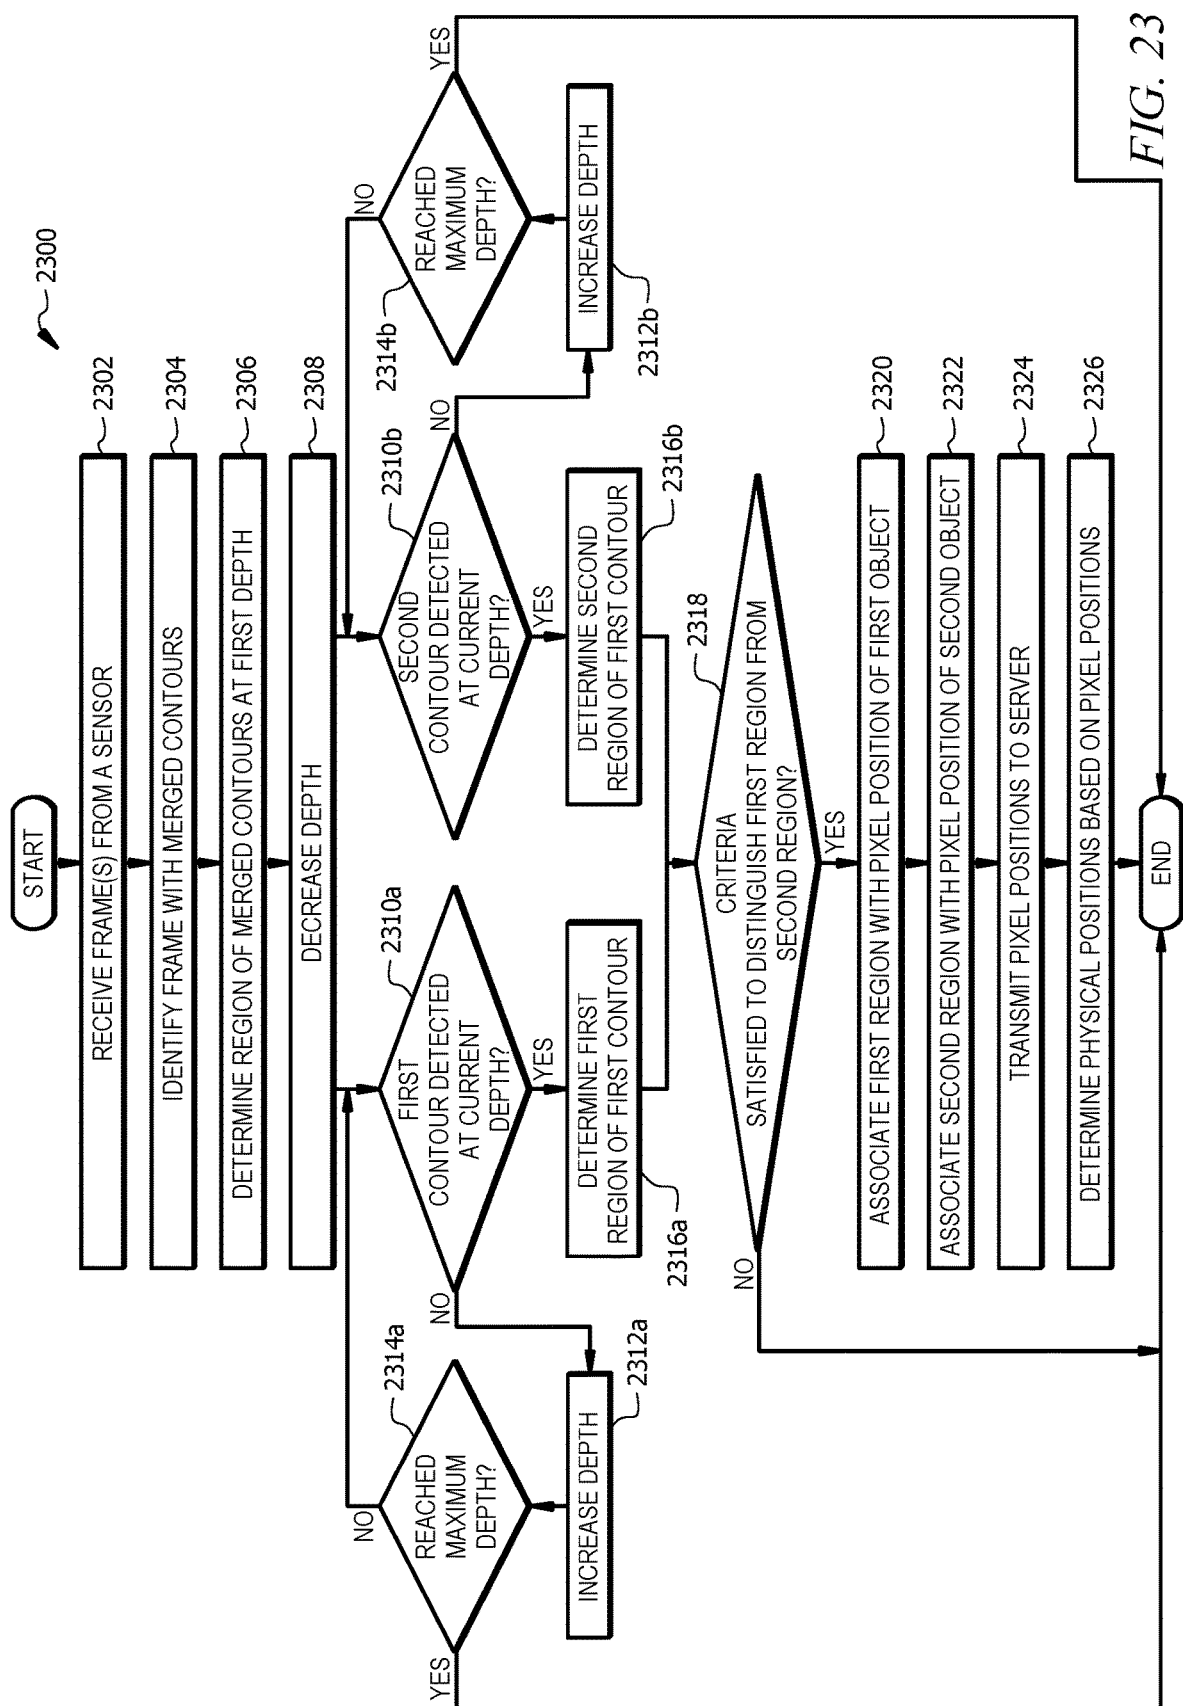 2300
START
RECEIVE FRAME(S) FROM A SENSOR
2302
IDENTIFY FRAME WITH MERGED CONTOURS
2304
DETERMINE REGION OF MERGED CONTOURS AT FIRST DEPTH
2306
DECREASE DEPTH
2308
REACHED
MAXIMUM
DEPTH?
2314a
NO
YES
FIRST
CONTOUR DETECTED
AT CURRENT
DEPTH?
2310a
NO
YES
SECOND
CONTOUR DETECTED
AT CURRENT
DEPTH?
2310b
NO
YES
REACHED
MAXIMUM
DEPTH?
2314b
NO
YES
INCREASE DEPTH
2312a
DETERMINE FIRST
REGION OF FIRST CONTOUR
2316a
DETERMINE SECOND
REGION OF FIRST CONTOUR
2316b
INCREASE DEPTH
2312b
CRITERIA
SATISFIED TO DISTINGUISH FIRST REGION FROM
SECOND REGION?
2318
NO
YES
ASSOCIATE FIRST REGION WITH PIXEL POSITION OF FIRST OBJECT
2320
ASSOCIATE SECOND REGION WITH PIXEL POSITION OF SECOND OBJECT
2322
TRANSMIT PIXEL POSITIONS TO SERVER
2324
DETERMINE PHYSICAL POSITIONS BASED ON PIXEL POSITIONS
2326
END
FIG. 23